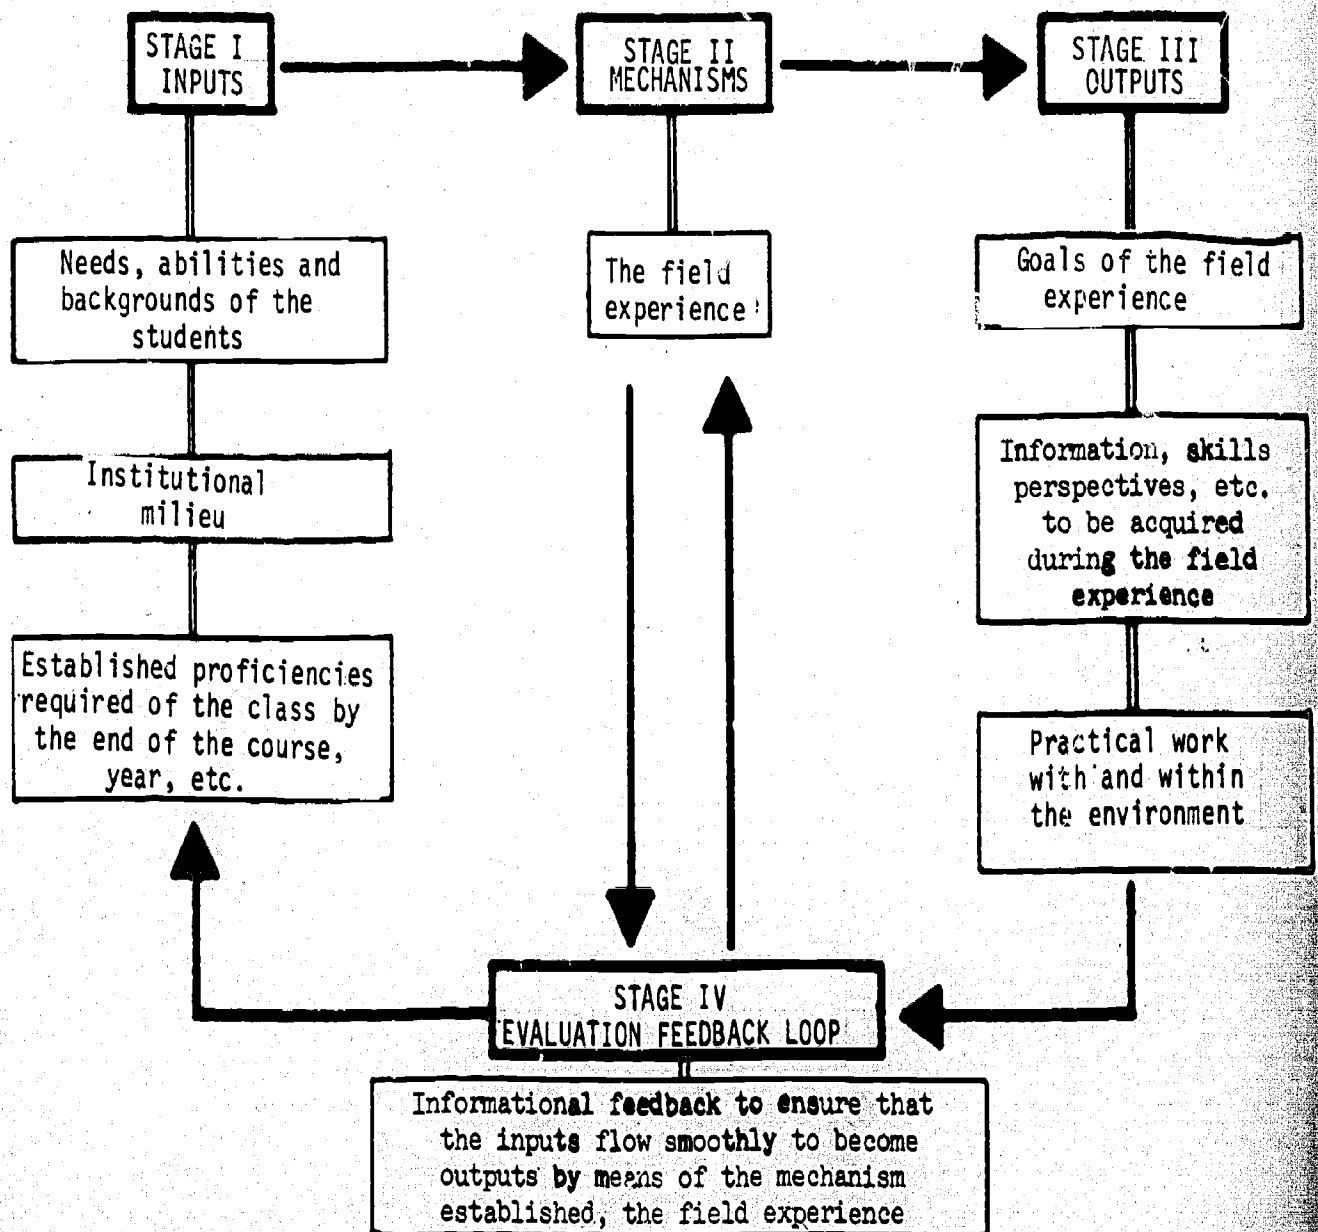 STAGE I
INPUTS
STAGE II
MECHANISMS
STAGE III
OUTPUTS
Needs, abilities and
backgrounds of the
students
The field
experience
Goals of the field
experience
Institutional
milieu
Information, skills
perspectives, etc.
to be acquired
during the field
experience
Established proficiencies
required of the class by
the end of the course,
year, etc.
Practical work
with and within
the environment
STAGE IV
EVALUATION FEEDBACK LOOP
Informational feedback to ensure that
the inputs flow smoothly to become
outputs by means of the mechanism
established, the field experience